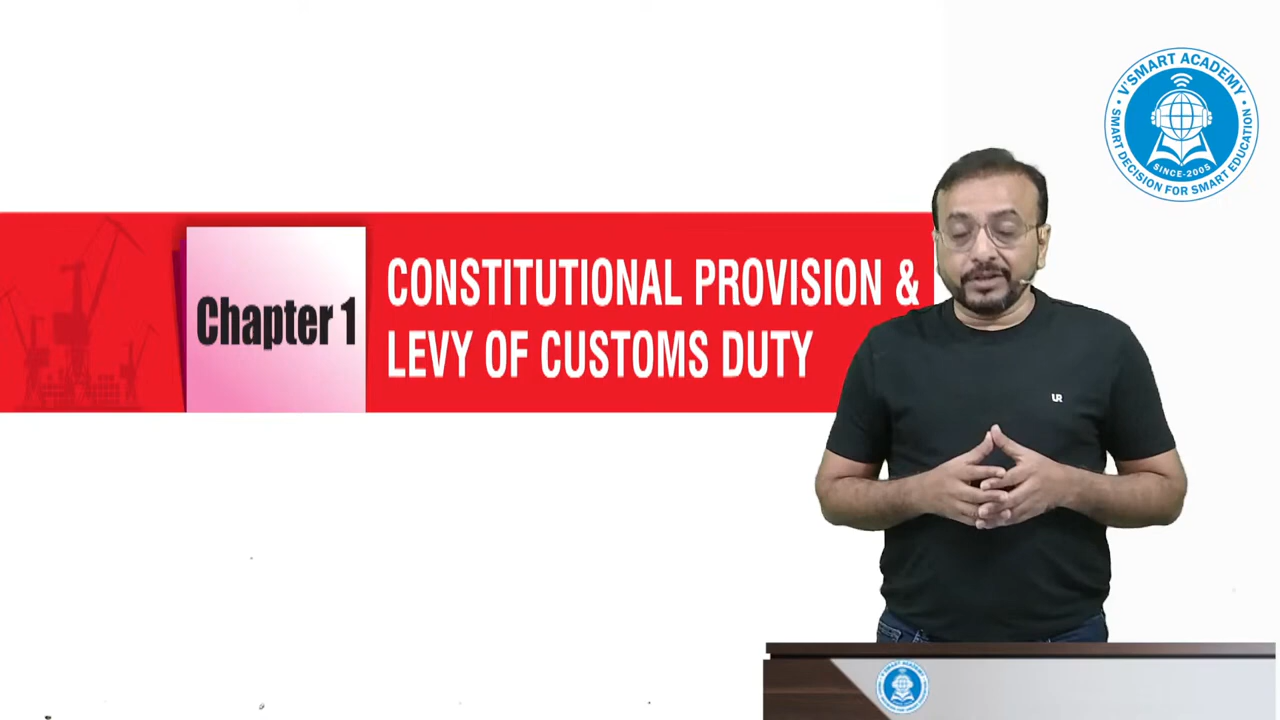 V'SMART ACADEMY
SMART DECISION FOR SMART EDUCATION
SINCE-2005
Chapter 1
CONSTITUTIONAL PROVISION &
LEVY OF CUSTOMS DUTY
UR